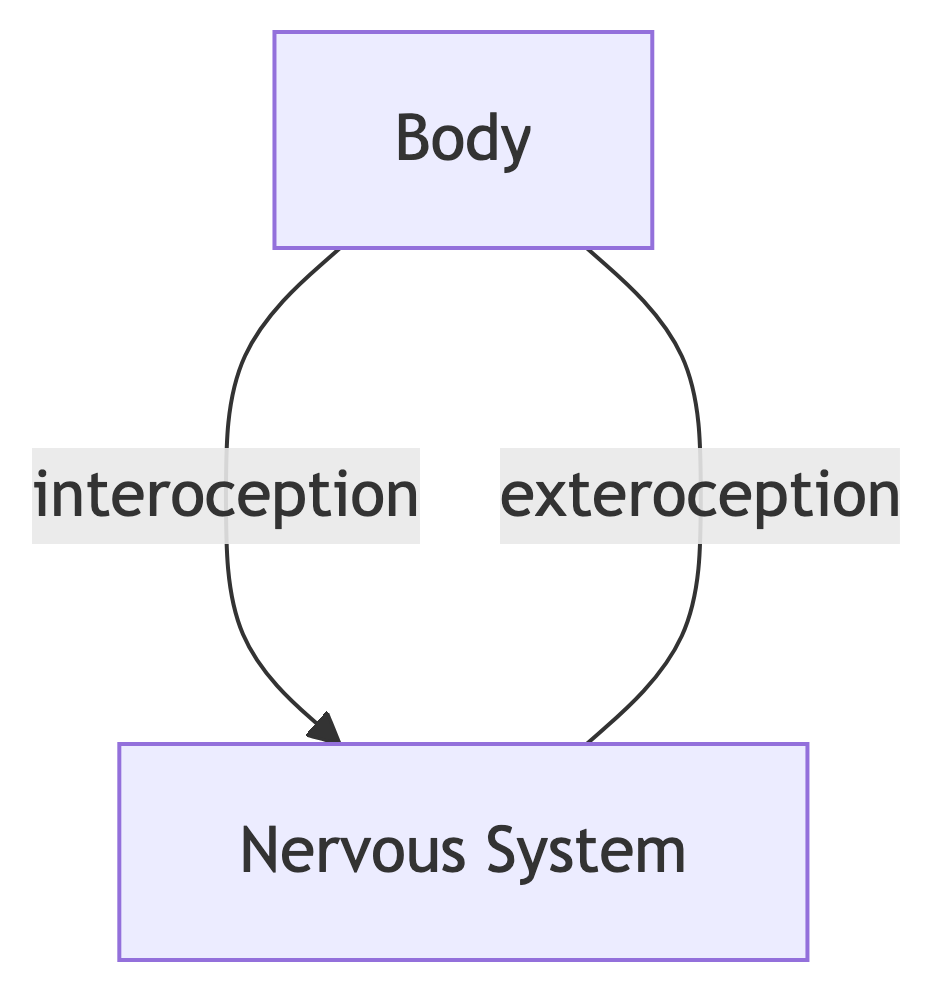 Body
interoception
exteroception
Nervous System